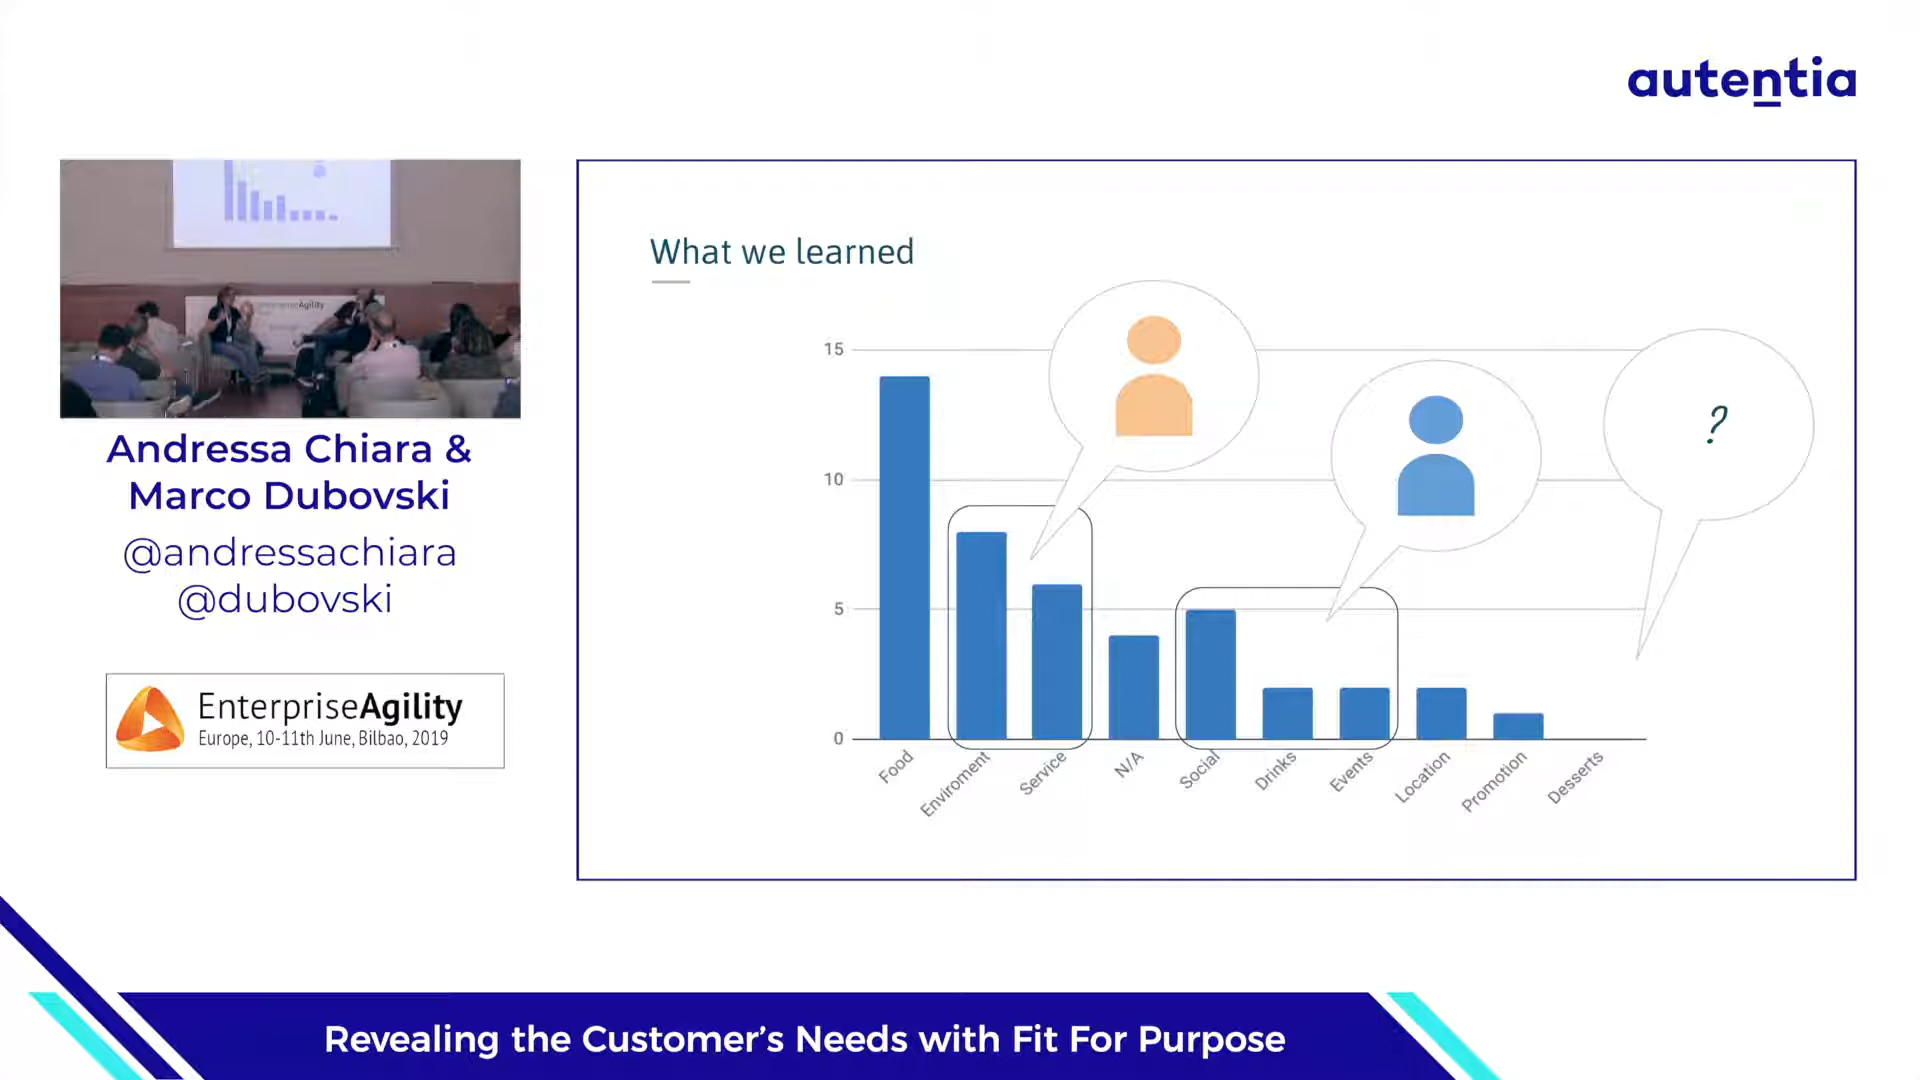 autentia
Andressa Chiara &
Marco Dubovski
@andressachiara
@dubovski
EnterpriseAgility
Europe, 10-11th June, Bilbao, 2019
What we learned
15
10
5
0
?
Food
Enviroment
Service
N/A
Social
Drinks
Events
Location
Promotion
Desserts
Revealing the Customer's Needs with Fit For Purpose